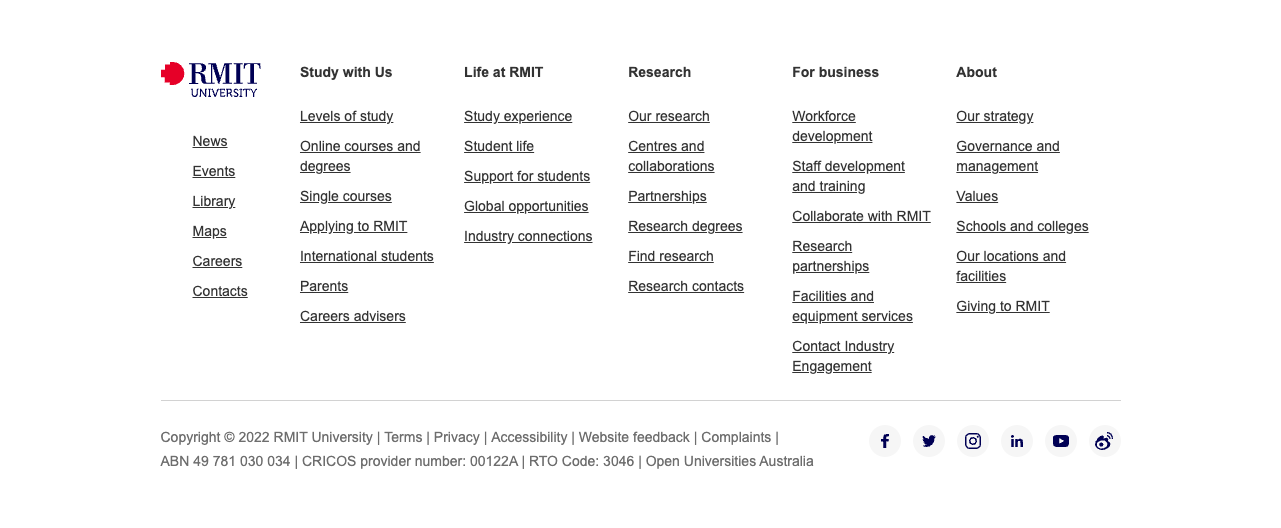 RMIT
UNIVERSITY
News
Events
Library
Maps
Careers
Contacts
Study with Us
Levels of study
Online courses and
degrees
Single courses
Applying to RMIT
International students
Parents
Careers advisers
Life at RMIT
Study experience
Student life
Support for students
Global opportunities
Industry connections
Research
Our research
Centres and
collaborations
Partnerships
Research degrees
Find research
Research contacts
For business
Workforce
development
Staff development
and training
Collaborate with RMIT
Research
partnerships
Facilities and
equipment services
Contact Industry
Engagement
About
Our strategy
Governance and
management
Values
Schools and colleges
Our locations and
facilities
Giving to RMIT
Copyright © 2022 RMIT University | Terms | Privacy | Accessibility | Website feedback | Complaints |
ABN 49 781 030 034 | CRICOS provider number: 00122A | RTO Code: 3046 | Open Universities Australia